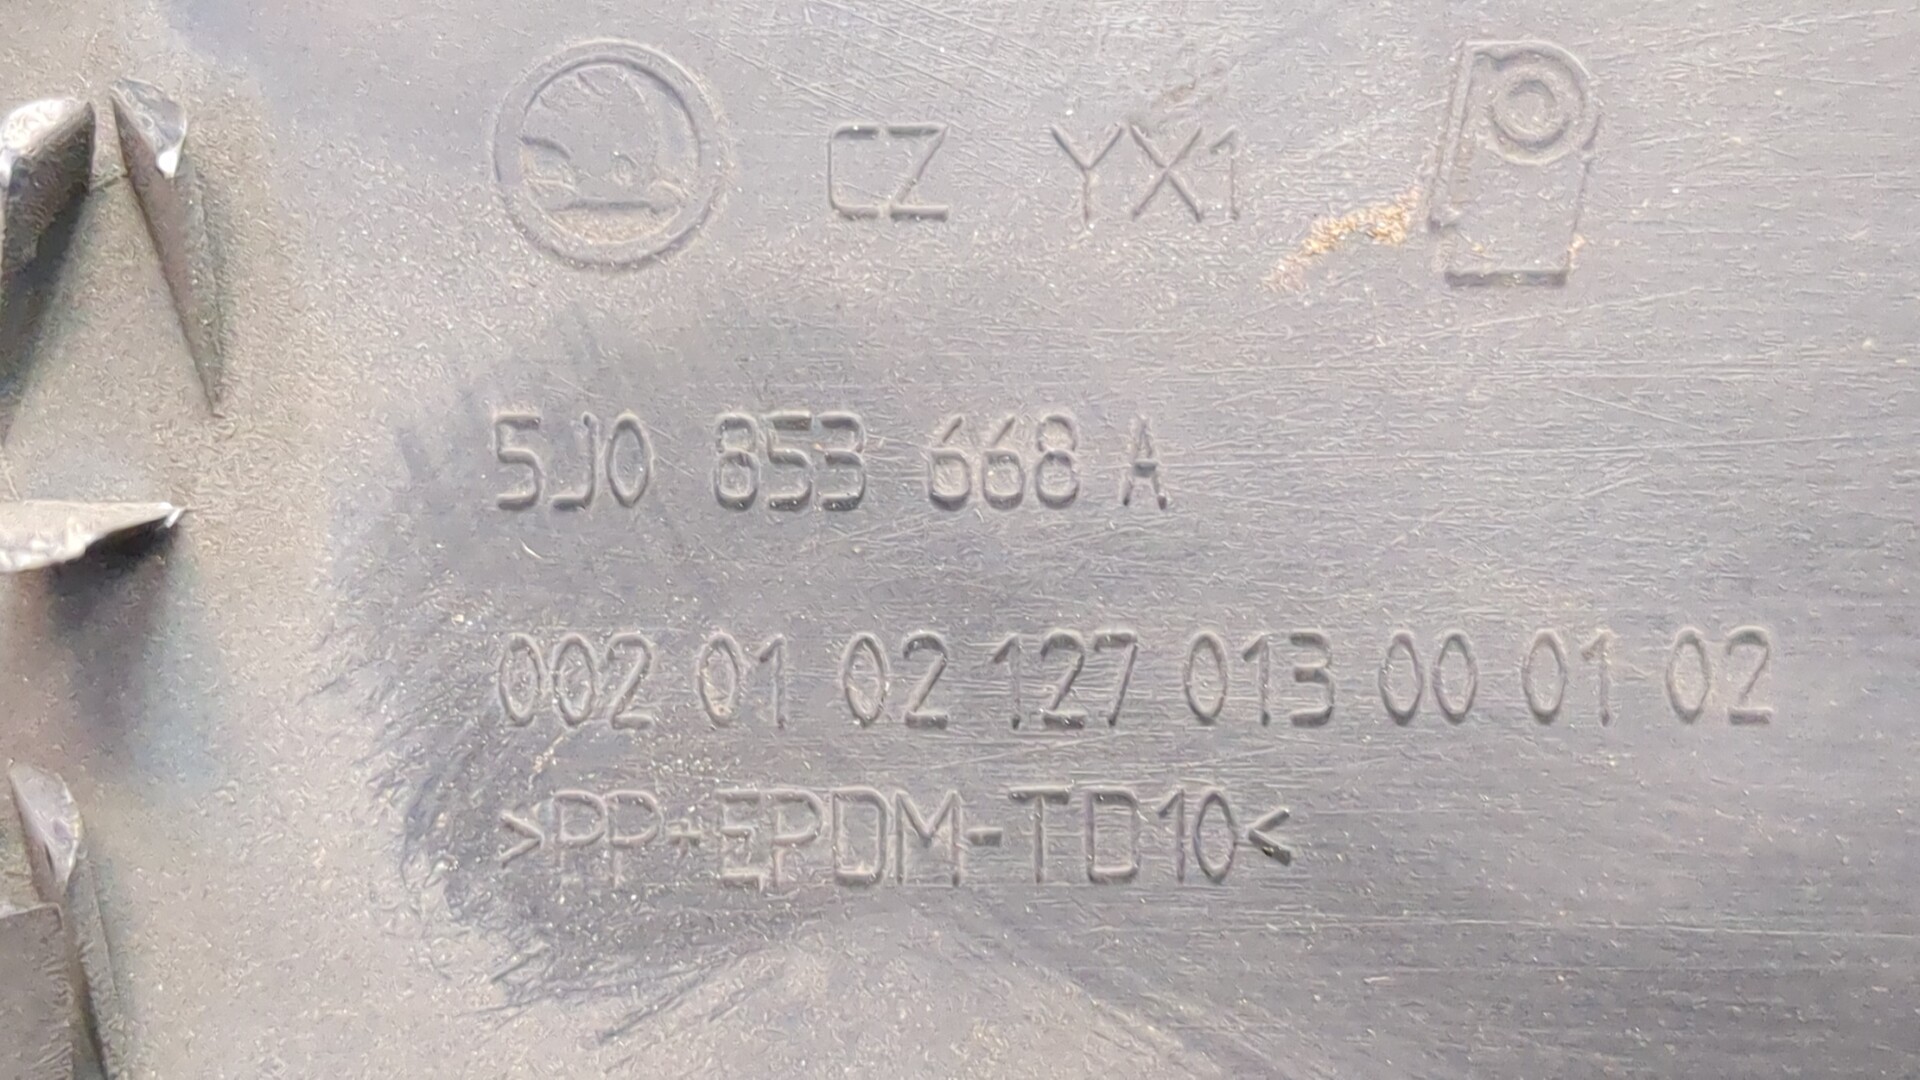 CZ YX1
5J0 853 668 A
002 01 02 127 013 00 01 02
>PP+EPDM-TD10<